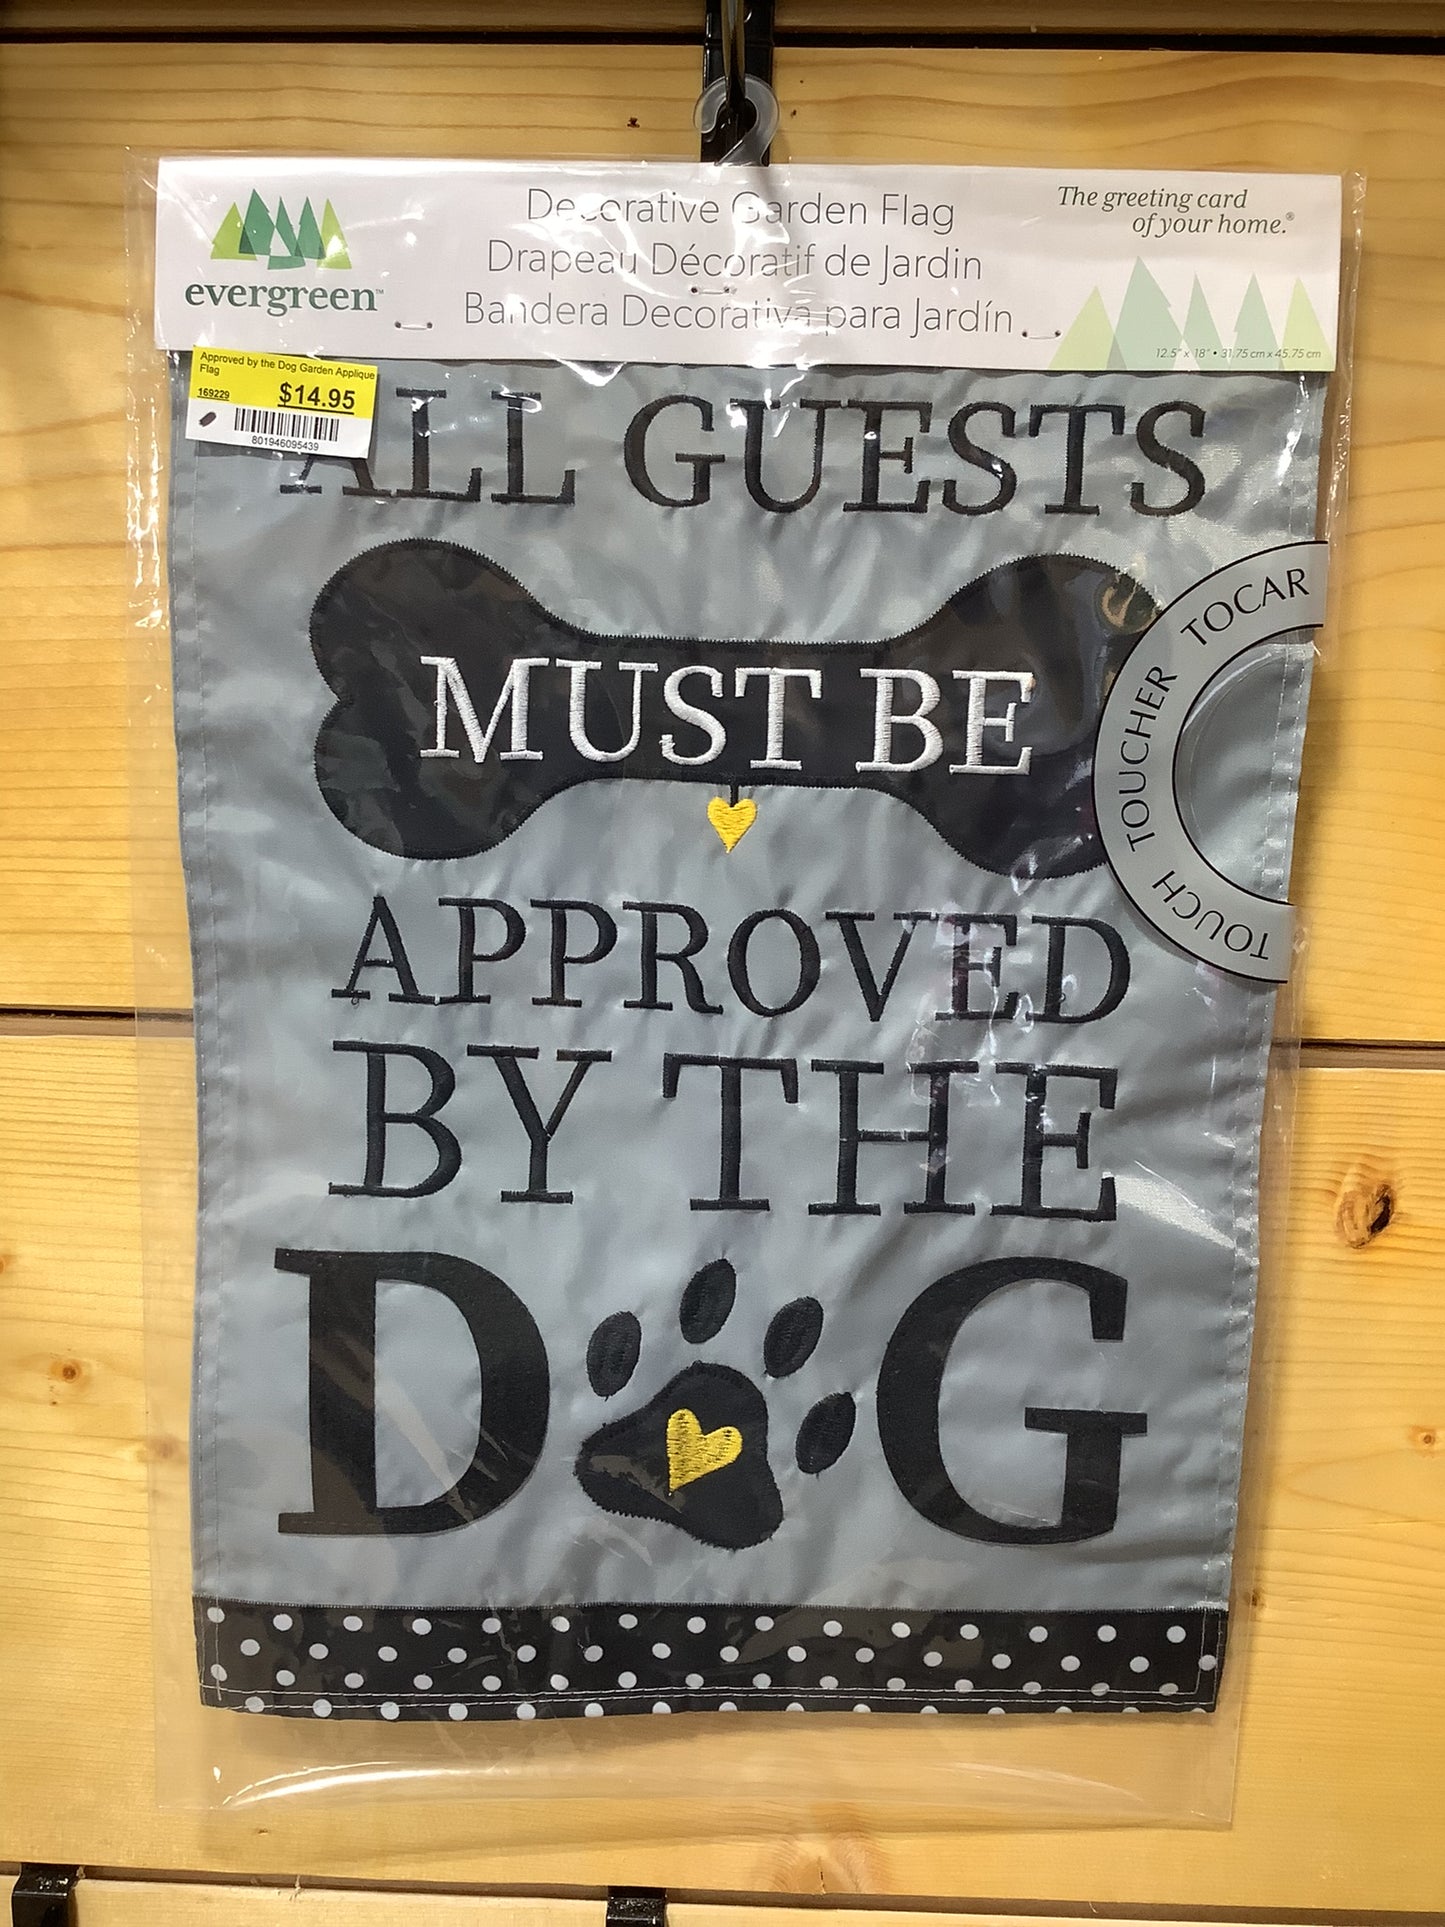 evergreen™
Decorative Garden Flag
Drapeau Décoratif de Jardin
Bandera Decorativa para Jardín
The greeting card
of your home.®
12.5" x 18" • 31.75 cm x 45.75 cm
Approved by the Dog Garden Applique
Flag
169229
$14.95
801946095439
ALL GUESTS
MUST BE
TOCAR
TOUCHER
TOUCH
APPROVED
BY THE
D G